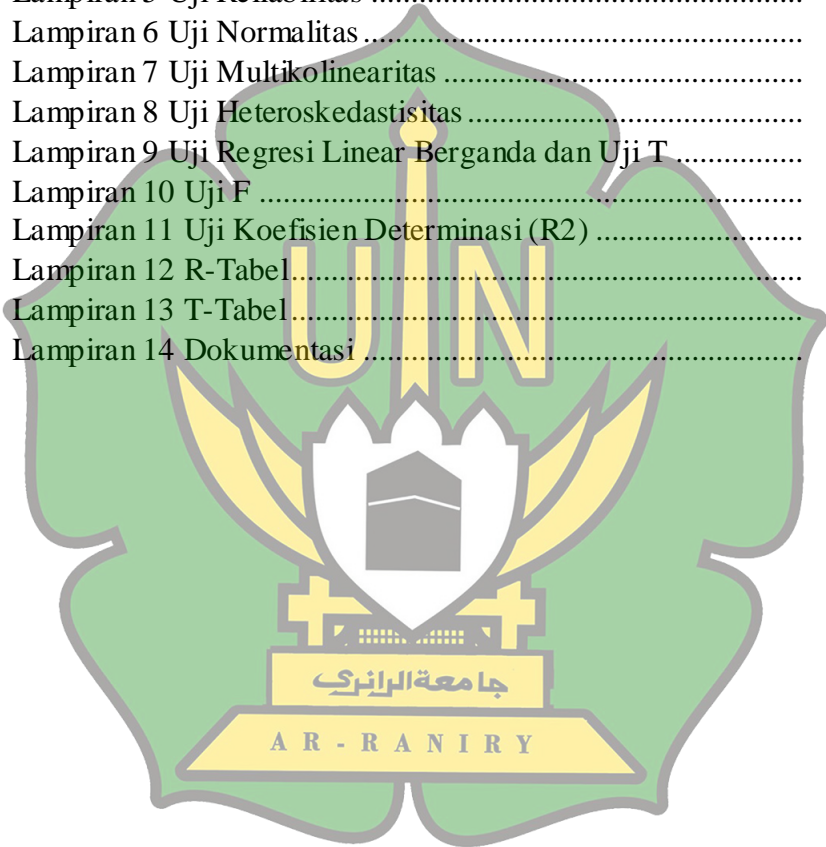 Lampiran 6 Uji Normalitas ........................................................
Lampiran 7 Uji Multikolinearitas .............................................
Lampiran 8 Uji Heteroskedastisitas ..........................................
Lampiran 9 Uji Regresi Linear Berganda dan Uji T ................
Lampiran 10 Uji F .....................................................................
Lampiran 11 Uji Koefisien Determinasi (R2) ..........................
Lampiran 12 R-Tabel.................................................................
Lampiran 13 T-Tabel.................................................................
Lampiran 14 Dokumentasi ........................................................
UIN
جامعةالرانري
AR-RANIRY